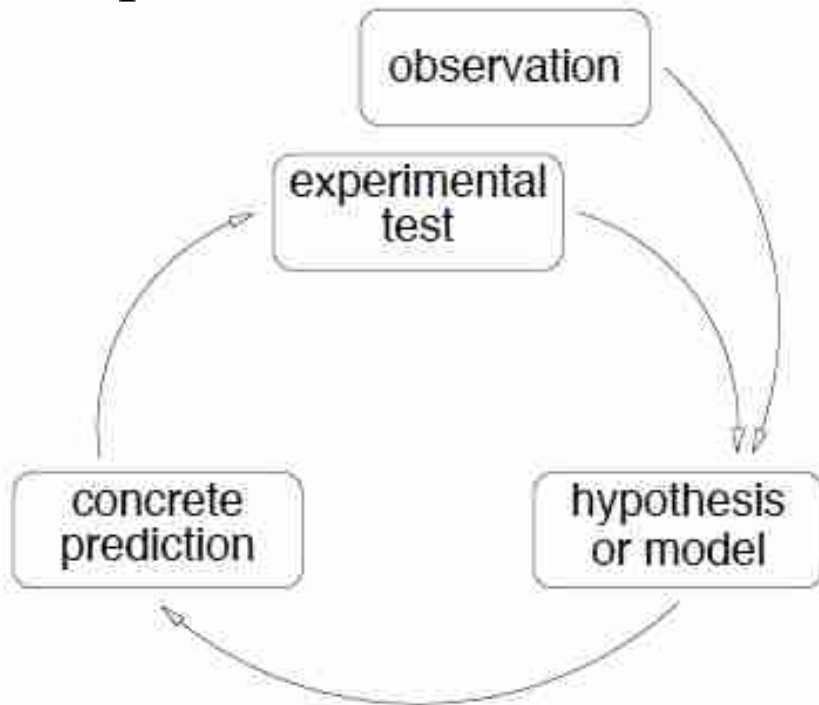 observation
experimental
test
concrete
prediction
hypothesis
or model